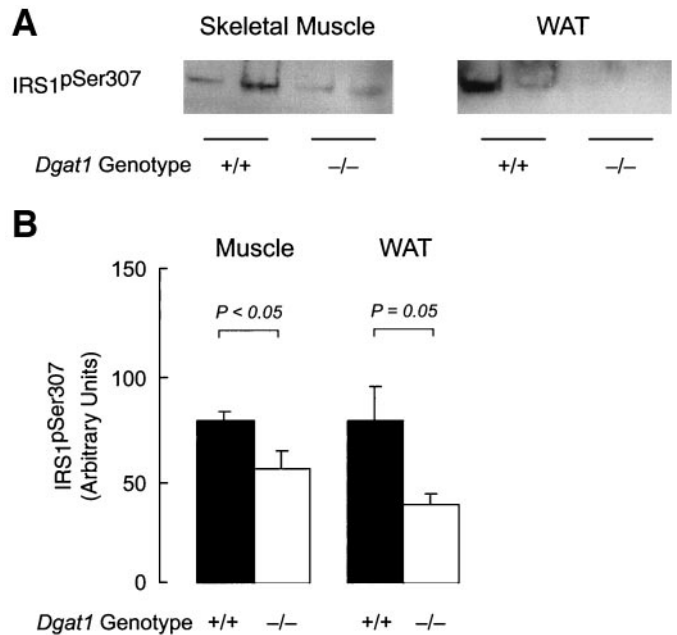 A
Skeletal Muscle WAT
IRS1pSer307
Dgat1 Genotype +/+ –/– +/+ –/–
B
Muscle WAT
150
P < 0.05 P = 0.05
100
50
0
IRS1pSer307
(Arbitrary Units)
Dgat1 Genotype +/+ –/– +/+ –/–